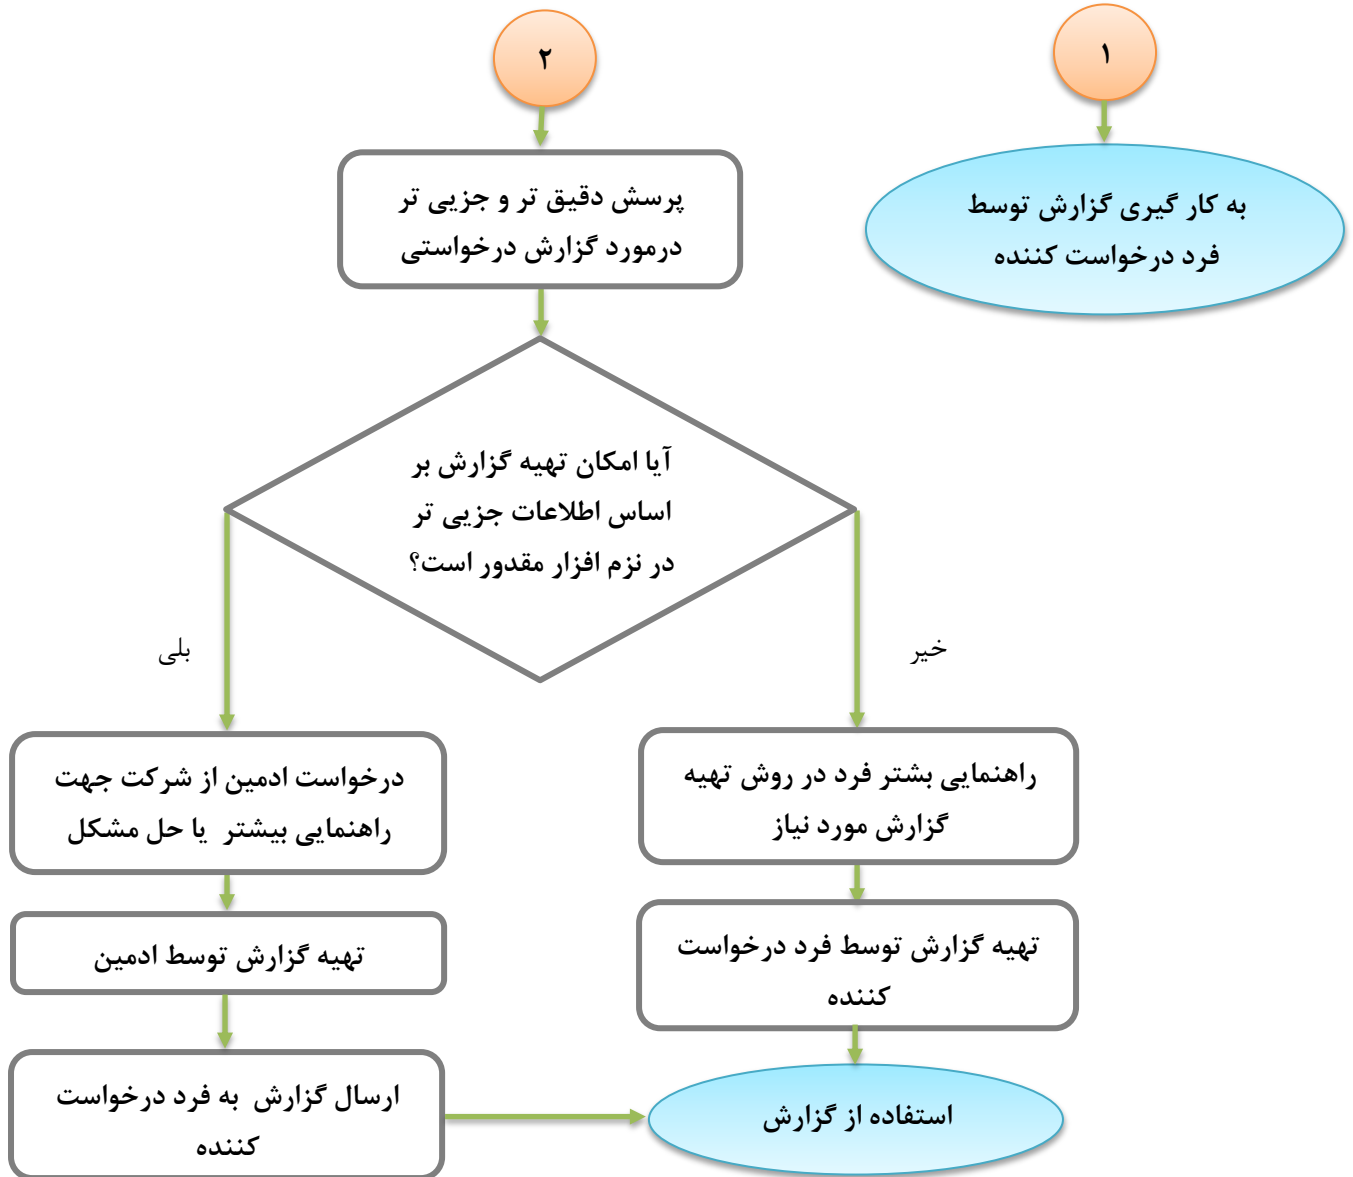 ۱
به کار گیری گزارش توسط
فرد درخواست کننده
۲
پرسش دقیق تر و جزیی تر
درمورد گزارش درخواستی
آیا امکان تهیه گزارش بر
اساس اطلاعات جزیی تر
در نزم افزار مقدور است؟
خیر
بلی
راهنمایی بشتر فرد در روش تهیه
گزارش مورد نیاز
درخواست ادمین از شرکت جهت
راهنمایی بیشتر یا حل مشکل
تهیه گزارش توسط فرد درخواست
کننده
تهیه گزارش توسط ادمین
استفاده از گزارش
ارسال گزارش به فرد درخواست
کننده